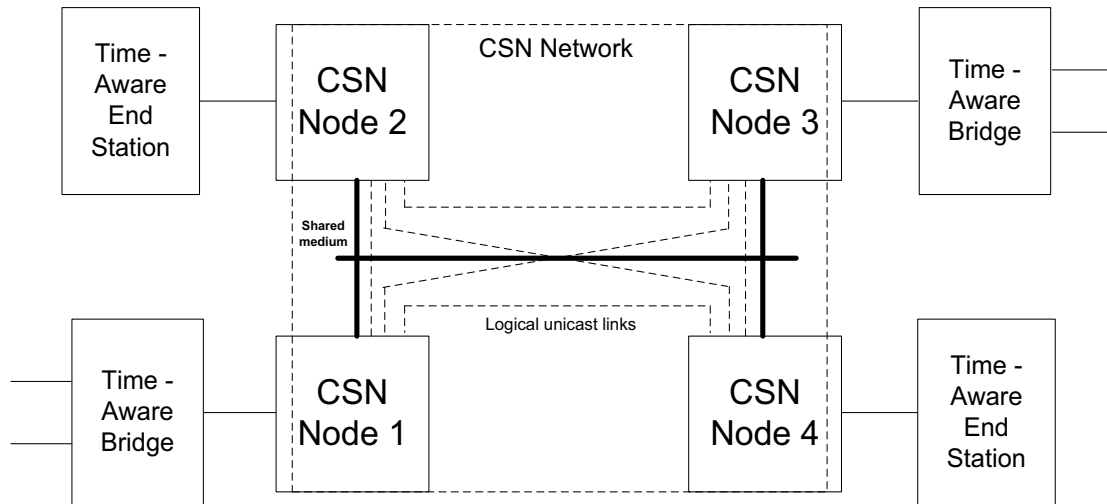 Time -
Aware
End
Station
CSN
Node 2
CSN Network
CSN
Node 3
Time -
Aware
Bridge
Shared
medium
Logical unicast links
Time -
Aware
Bridge
CSN
Node 1
CSN
Node 4
Time -
Aware
End
Station